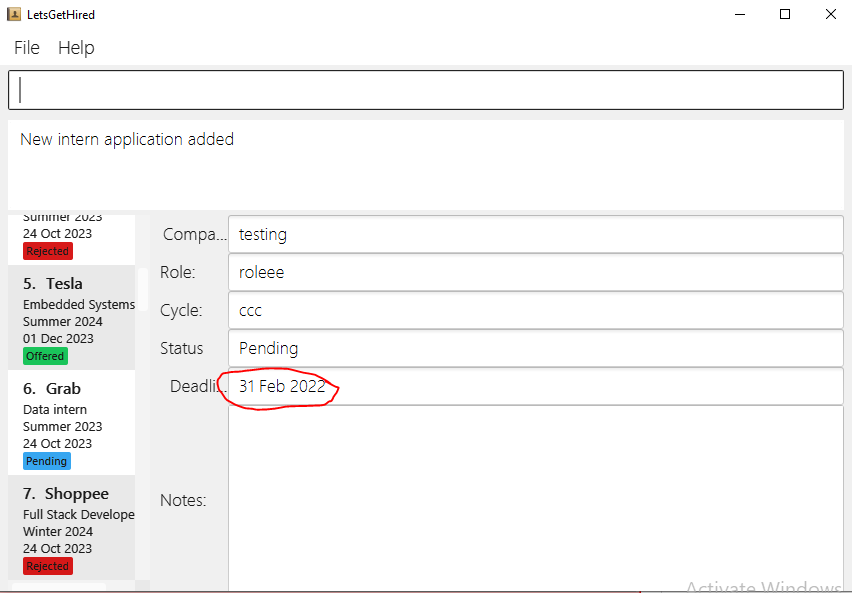 LetsGetHired
File Help
New intern application added
Summer 2023
24 Oct 2023
Rejected
5. Tesla
Embedded Systems
Summer 2024
01 Dec 2023
Offered
6. Grab
Data intern
Summer 2023
24 Oct 2023
Pending
7. Shoppee
Full Stack Develope
Winter 2024
24 Oct 2023
Rejected
Compa... testing
Role: roleee
Cycle: ccc
Status Pending
Deadli... 31 Feb 2022
Notes:
Activate Windows